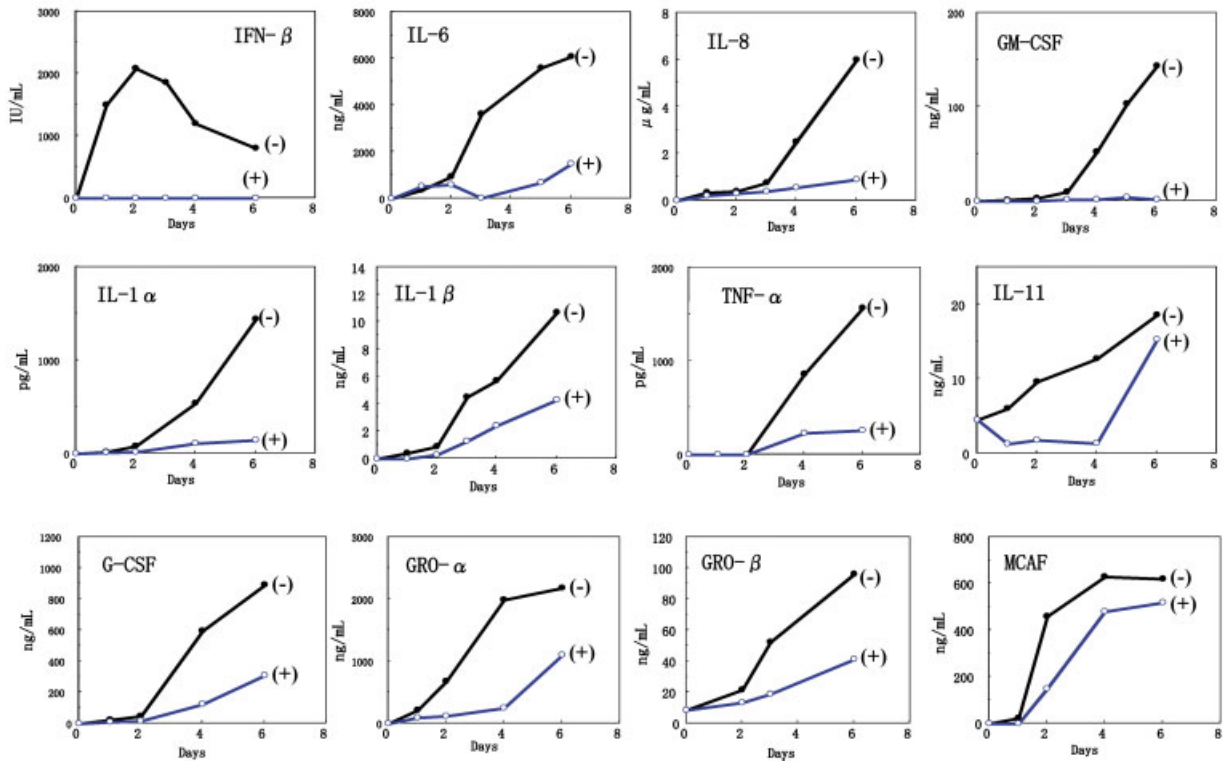 IFN-β
IU/mL
3000
2000
1000
0
(-)
(+)
0 2 4 6 8
Days
IL-6
ng/mL
8000
6000
4000
2000
0
(-)
(+)
0 2 4 6 8
Days
IL-8
μg/mL
8
6
4
2
0
(-)
(+)
0 2 4 6 8
Days
GM-CSF
ng/mL
200
100
0
(-)
(+)
0 2 4 6 8
Days
IL-1α
pg/mL
2000
1000
0
(-)
(+)
0 2 4 6 8
Days
IL-1β
ng/mL
14
12
10
8
6
4
2
0
(-)
(+)
0 2 4 6 8
Days
TNF-α
pg/mL
2000
1000
0
(-)
(+)
0 2 4 6 8
Days
IL-11
ng/mL
20
10
0
(-)
(+)
0 2 4 6 8
Days
G-CSF
ng/mL
1200
1000
800
600
400
200
0
(-)
(+)
0 2 4 6 8
Days
GRO-α
ng/mL
3000
2000
1000
0
(-)
(+)
0 2 4 6 8
Days
GRO-β
ng/mL
120
100
80
60
40
20
0
(-)
(+)
0 2 4 6 8
Days
MCAF
ng/mL
800
600
400
200
0
(-)
(+)
0 2 4 6 8
Days